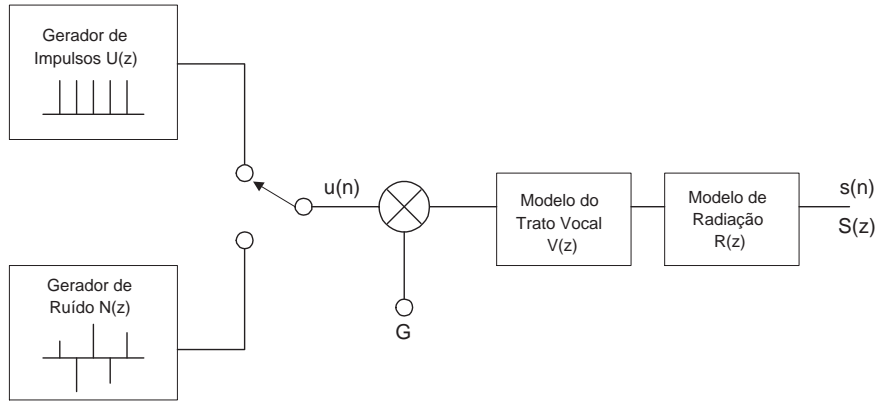 Gerador de
Impulsos U(z)
u(n)
G
Modelo do
Trato Vocal
V(z)
Modelo de
Radiação
R(z)
s(n)
S(z)
Gerador de
Ruído N(z)